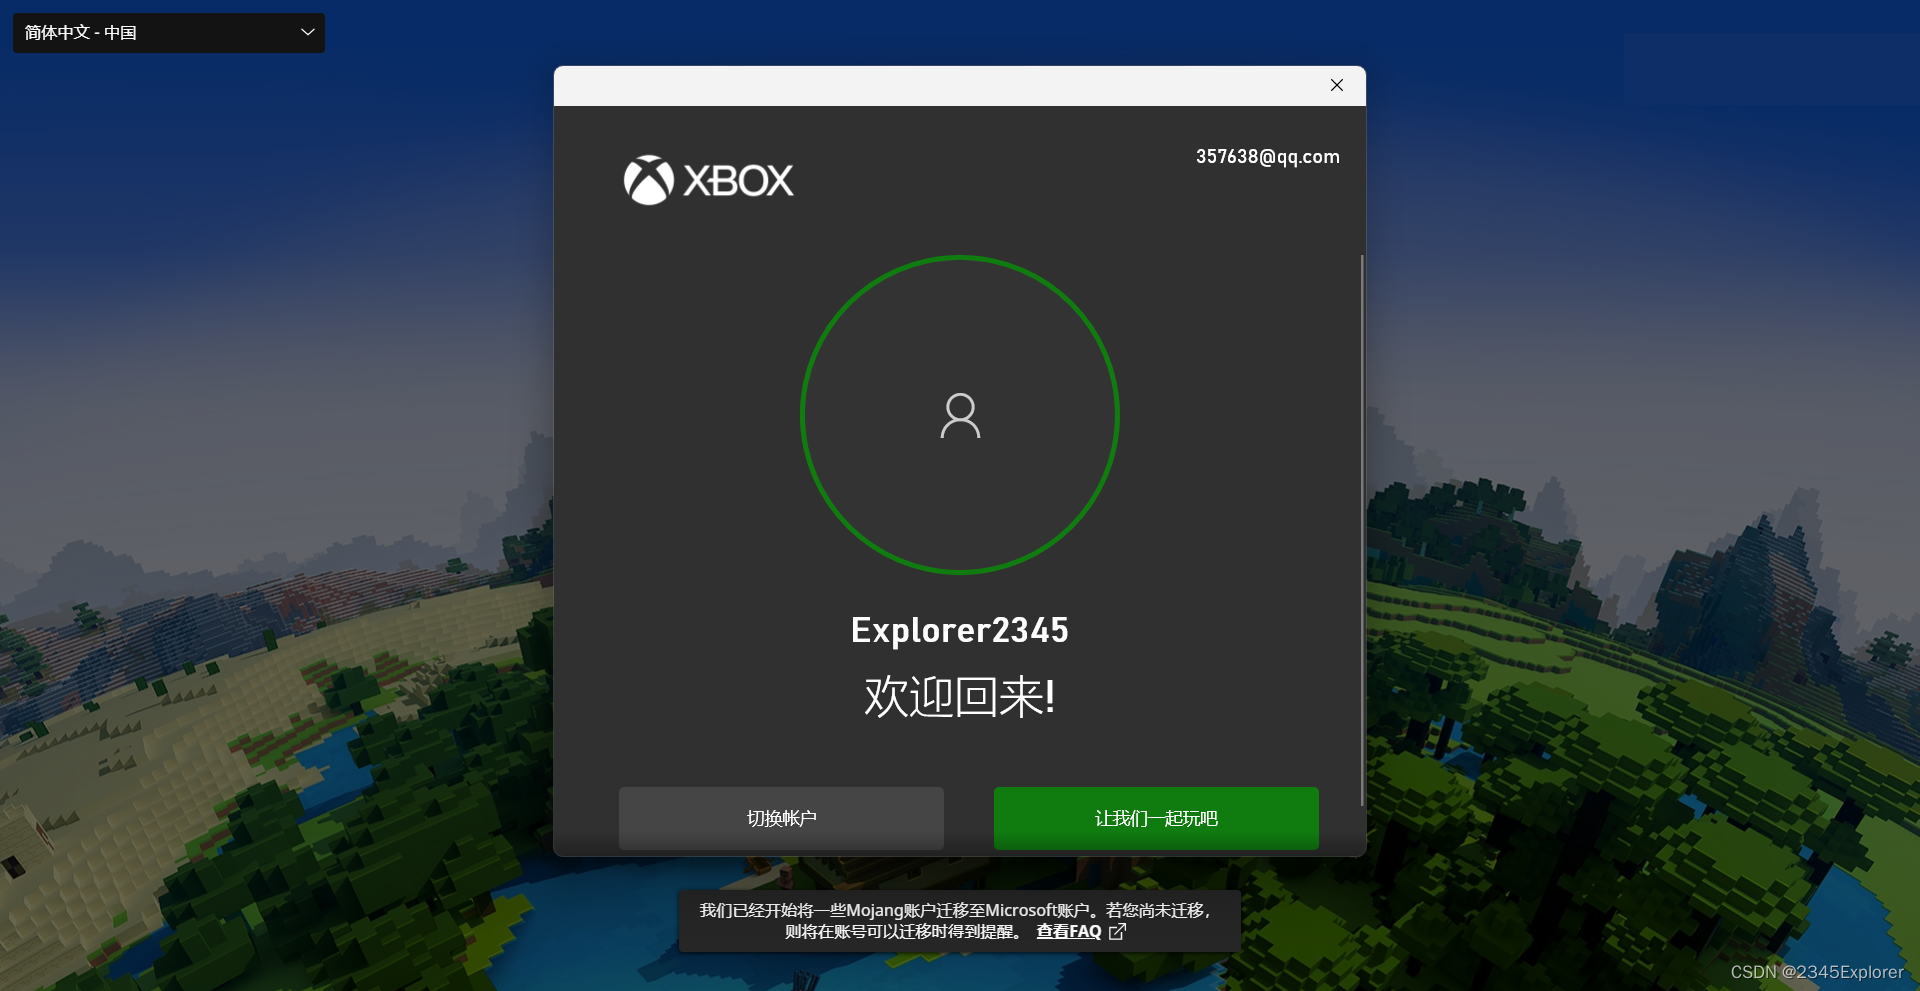 简体中文 - 中国
XBOX
357638@qq.com
Explorer2345
欢迎回来!
切换帐户
让我们一起玩吧
我们已经开始将一些Mojang账户迁移至Microsoft账户。若您尚未迁移，
则将在账号可以迁移时得到提醒。 查看FAQ
CSDN @2345Explorer